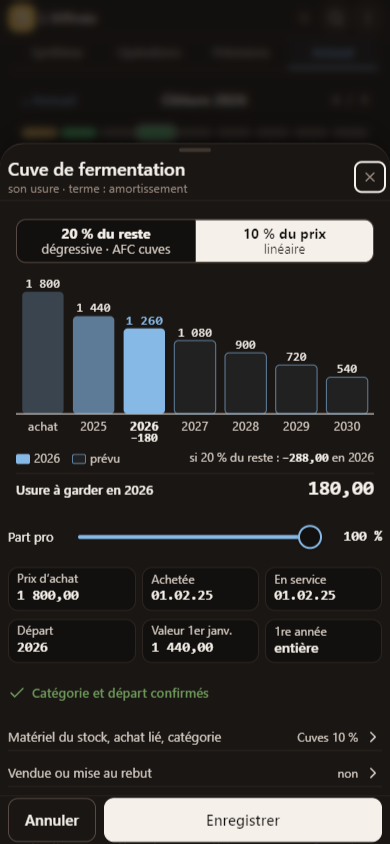 Cuve de fermentation
son usure · terme : amortissement
20 % du reste
dégressive · AFC cuves
10 % du prix
linéaire
1 800
1 440
1 260
1 080
900
720
540
achat 2025 2026 2027 2028 2029 2030
−180
2026 prévu si 20 % du reste : −288,00 en 2026
Usure à garder en 2026 180,00
Part pro 100 %
Prix d'achat
1 800,00
Achetée
01.02.25
En service
01.02.25
Départ
2026
Valeur 1er janv.
1 440,00
1re année
entière
Catégorie et départ confirmés
Matériel du stock, achat lié, catégorie Cuves 10 %
Vendue ou mise au rebut non
Annuler Enregistrer